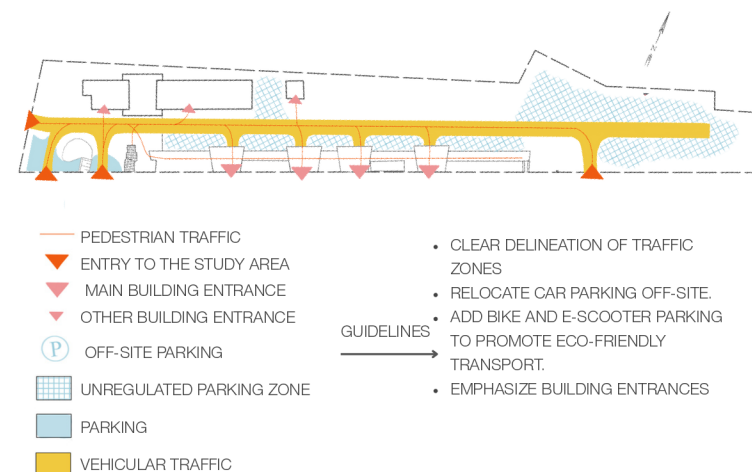 N
PEDESTRIAN TRAFFIC
ENTRY TO THE STUDY AREA
MAIN BUILDING ENTRANCE
OTHER BUILDING ENTRANCE
P OFF-SITE PARKING
UNREGULATED PARKING ZONE
PARKING
VEHICULAR TRAFFIC
GUIDELINES
• CLEAR DELINEATION OF TRAFFIC
ZONES
• RELOCATE CAR PARKING OFF-SITE.
• ADD BIKE AND E-SCOOTER PARKING
TO PROMOTE ECO-FRIENDLY
TRANSPORT.
• EMPHASIZE BUILDING ENTRANCES